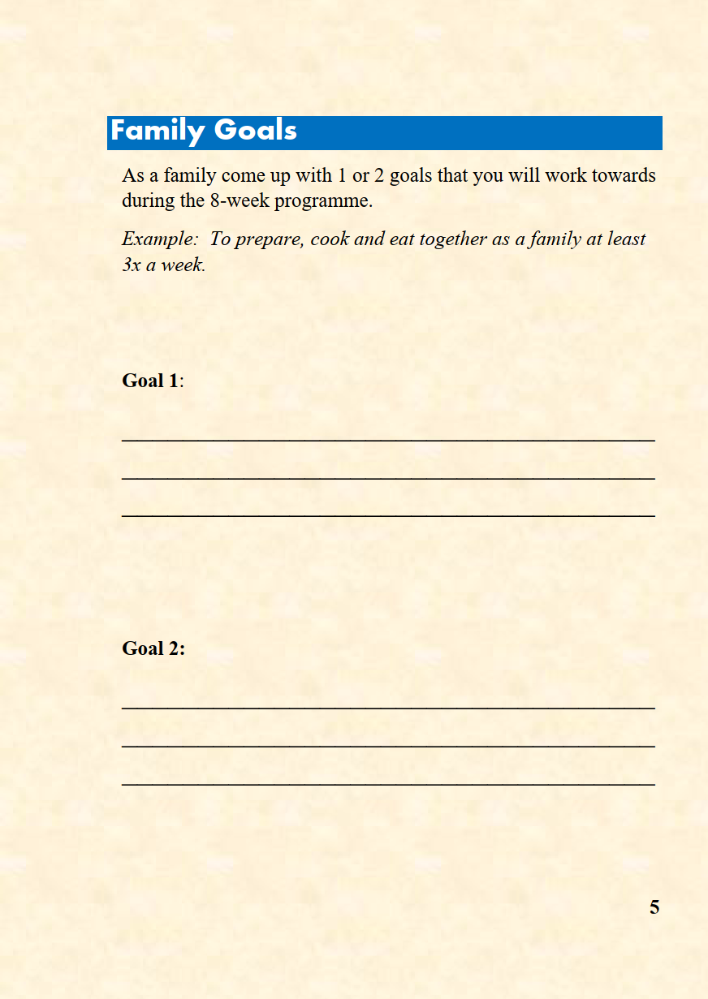 Family Goals
As a family come up with 1 or 2 goals that you will work towards
during the 8-week programme.
Example:  To prepare, cook and eat together as a family at least
3x a week.
Goal 1:
Goal 2:
5